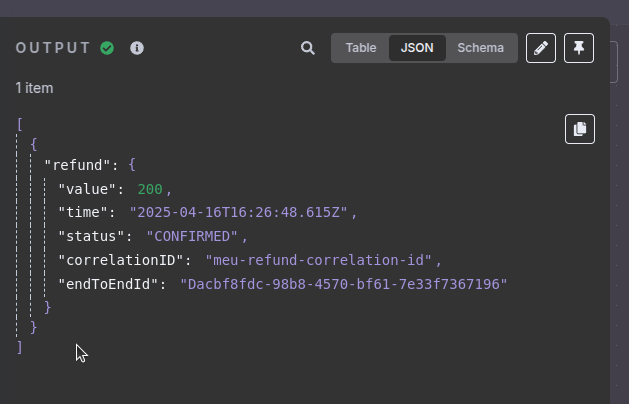 OUTPUT
Table JSON Schema
1 item
[
{
"refund": {
"value": 200,
"time": "2025-04-16T16:26:48.615Z",
"status": "CONFIRMED",
"correlationID": "meu-refund-correlation-id",
"endToEndId": "Dacbf8fdc-98b8-4570-bf61-7e33f7367196"
}
}
]